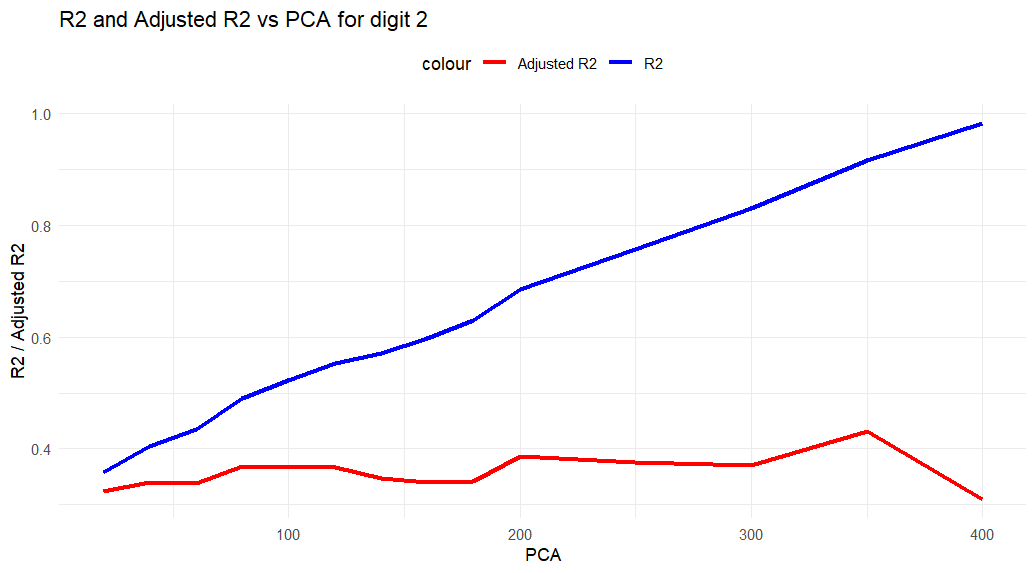 R2 and Adjusted R2 vs PCA for digit 2
colour Adjusted R2 R2
R2 / Adjusted R2
1.0
0.8
0.6
0.4
100 200 300 400
PCA